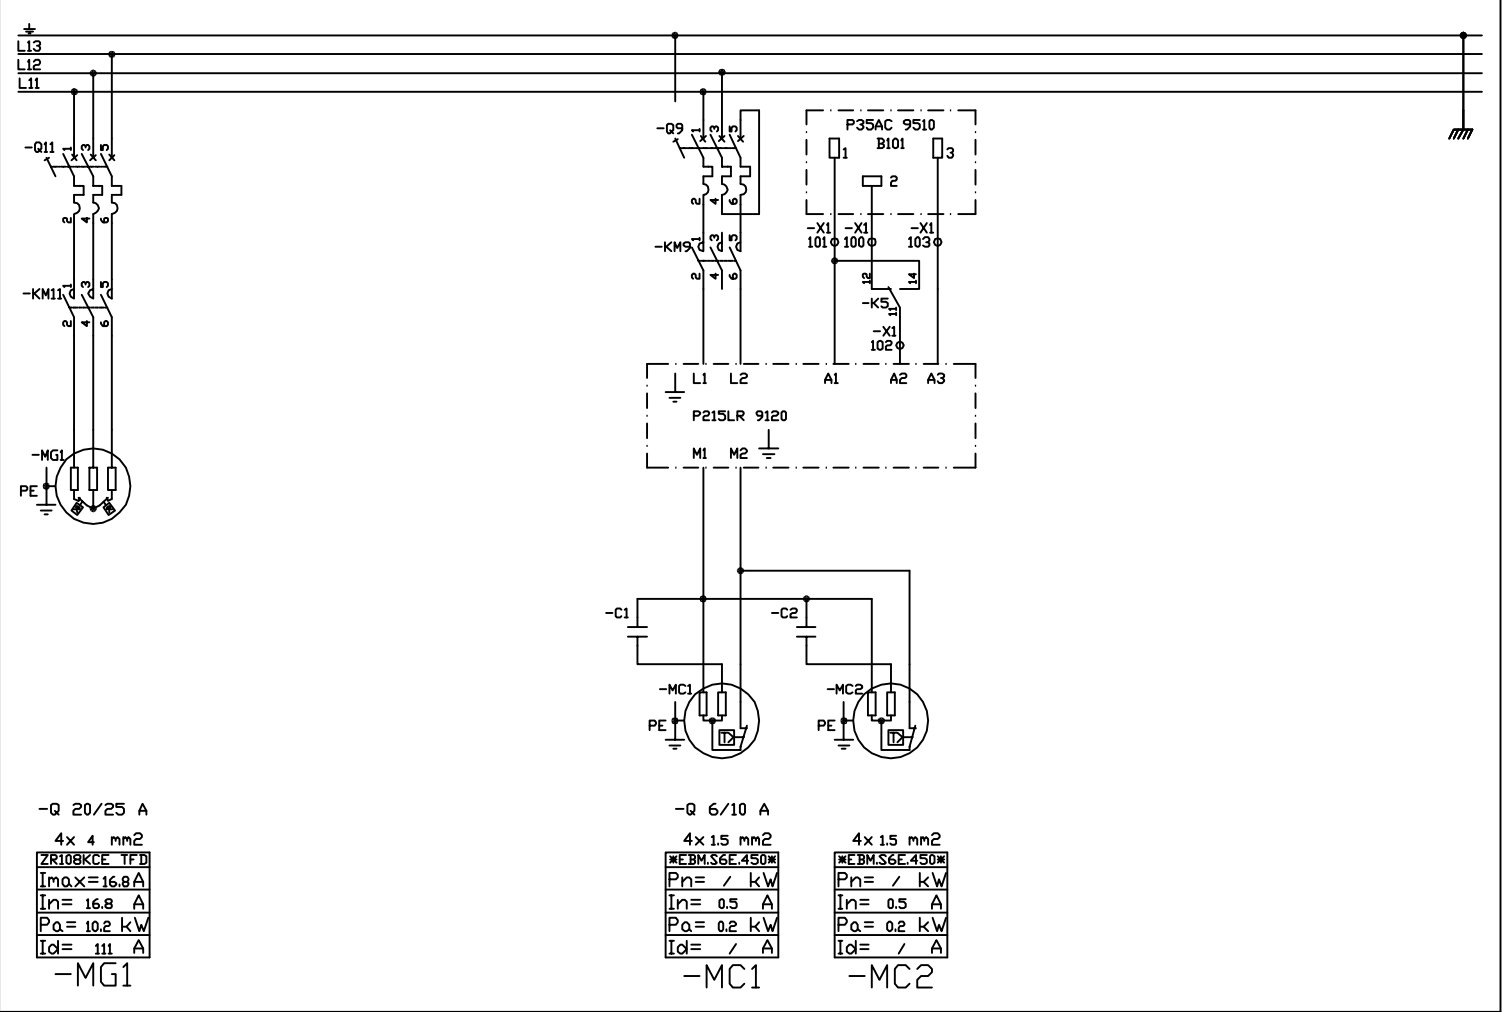 L13
L12
L11
-Q11
1 3 5
2 4 6
-KM11
1 3 5
2 4 6
-MG1
PE
-Q9
1 3 5
2 4 6
-KM9
1 3 5
2 4 6
P35AC 9510
B101
1
2
3
-X1 -X1 -X1
101 100 103
12 14
-K5
11
-X1
102
L1 L2 A1 A2 A3
P215LR 9120
M1 M2
-C1
-C2
-MC1
PE
T>
-MC2
PE
T>
-Q 20/25 A
4x 4 mm2
ZR108KCE TFD
Imax=16.8A
In= 16.8 A
Pa= 10.2 kW
Id= 111 A
-MG1
-Q 6/10 A
4x 1.5 mm2
*EBM.S6E.450*
Pn= / kW
In= 0.5 A
Pa= 0.2 kW
Id= / A
-MC1
4x 1.5 mm2
*EBM.S6E.450*
Pn= / kW
In= 0.5 A
Pa= 0.2 kW
Id= / A
-MC2